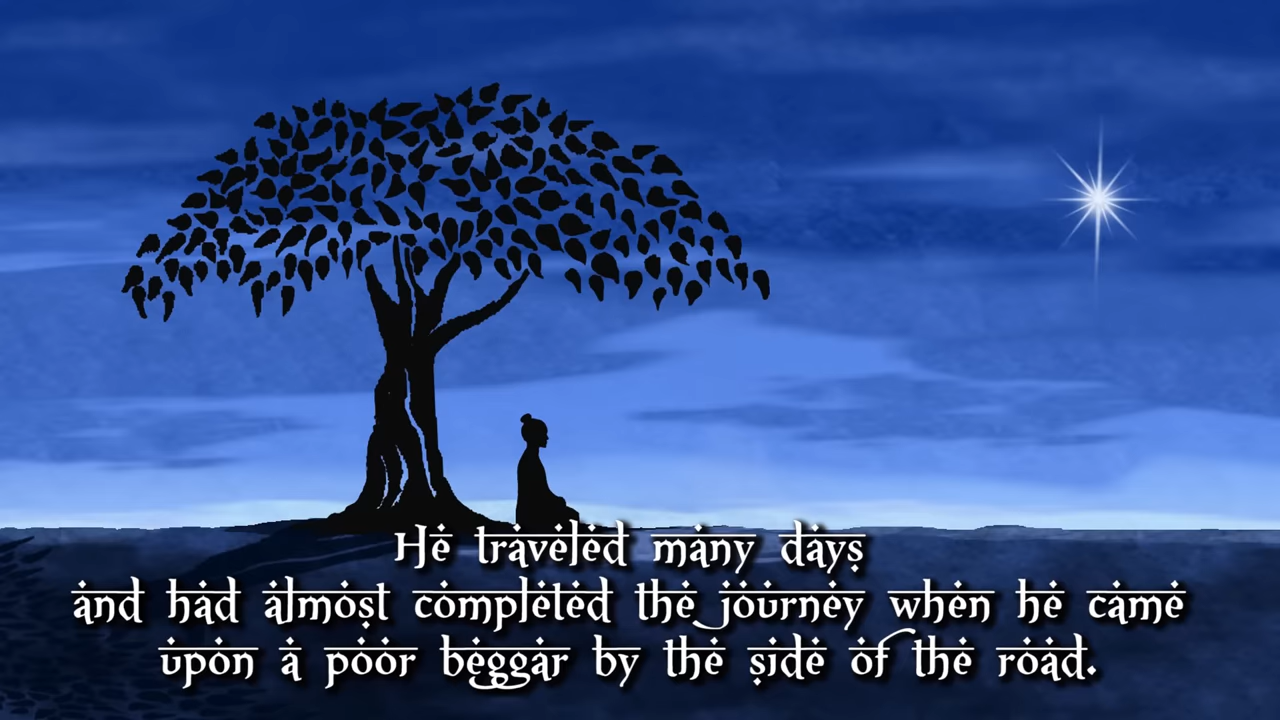 He traveled many days
and had almost completed the journey when he came
upon a poor beggar by the side of the road.